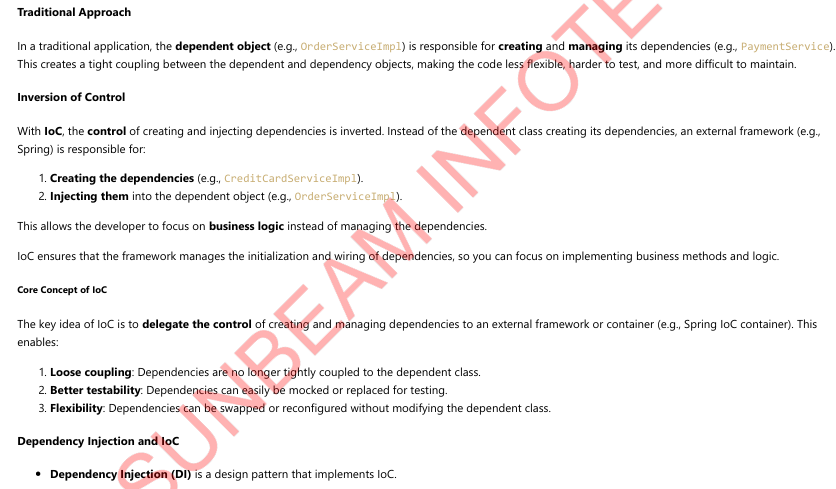 Traditional Approach
In a traditional application, the dependent object (e.g., OrderServiceImpl) is responsible for creating and managing its dependencies (e.g., PaymentService).
This creates a tight coupling between the dependent and dependency objects, making the code less flexible, harder to test, and more difficult to maintain.
Inversion of Control
With IoC, the control of creating and injecting dependencies is inverted. Instead of the dependent class creating its dependencies, an external framework (e.g.,
Spring) is responsible for:
1. Creating the dependencies (e.g., CreditCardServiceImpl).
2. Injecting them into the dependent object (e.g., OrderServiceImpl).
This allows the developer to focus on business logic instead of managing the dependencies.
IoC ensures that the framework manages the initialization and wiring of dependencies, so you can focus on implementing business methods and logic.
Core Concept of IoC
The key idea of IoC is to delegate the control of creating and managing dependencies to an external framework or container (e.g., Spring IoC container). This
enables:
1. Loose coupling: Dependencies are no longer tightly coupled to the dependent class.
2. Better testability: Dependencies can easily be mocked or replaced for testing.
3. Flexibility: Dependencies can be swapped or reconfigured without modifying the dependent class.
Dependency Injection and IoC
• Dependency Injection (DI) is a design pattern that implements IoC.
SUNBEAM INFOTE